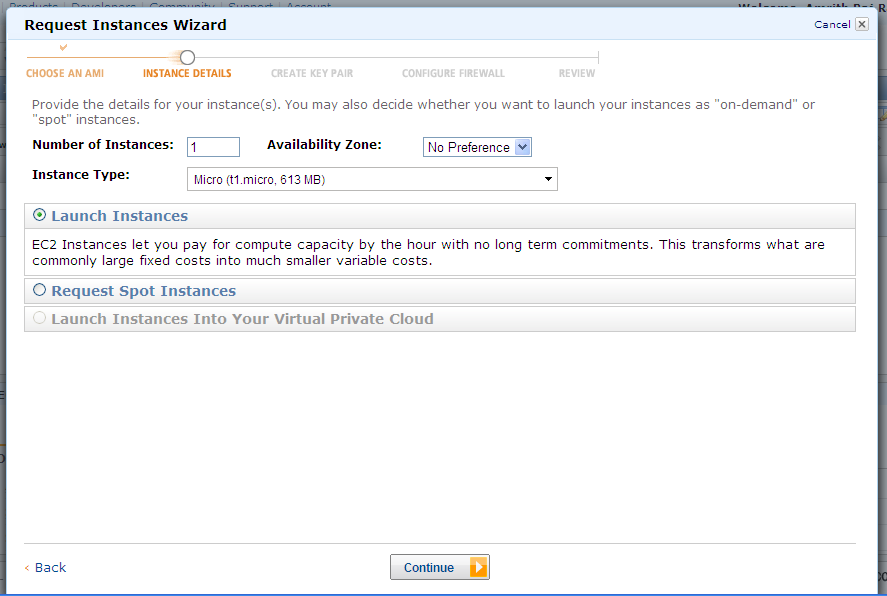 Products Developers Community Support Account
Request Instances Wizard
Cancel
CHOOSE AN AMI INSTANCE DETAILS CREATE KEY PAIR CONFIGURE FIREWALL REVIEW
Provide the details for your instance(s). You may also decide whether you want to launch your instances as "on-demand" or
"spot" instances.
Number of Instances: 1 Availability Zone: No Preference
Instance Type: Micro (t1.micro, 613 MB)
Launch Instances
EC2 Instances let you pay for compute capacity by the hour with no long term commitments. This transforms what are
commonly large fixed costs into much smaller variable costs.
Request Spot Instances
Launch Instances Into Your Virtual Private Cloud
< Back Continue